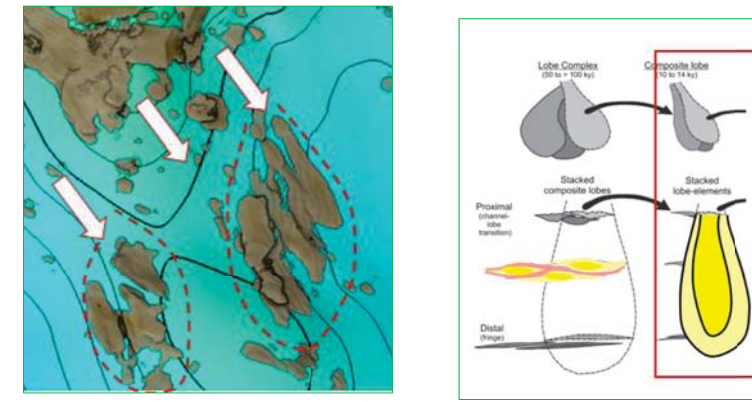 Lobe Complex
(50 to > 100 ky)
Composite lobe
(10 to 14 ky)
Stacked
composite lobes
Stacked
lobe-elements
Proximal
(channel-
lobe
transition)
Distal
(fringe)